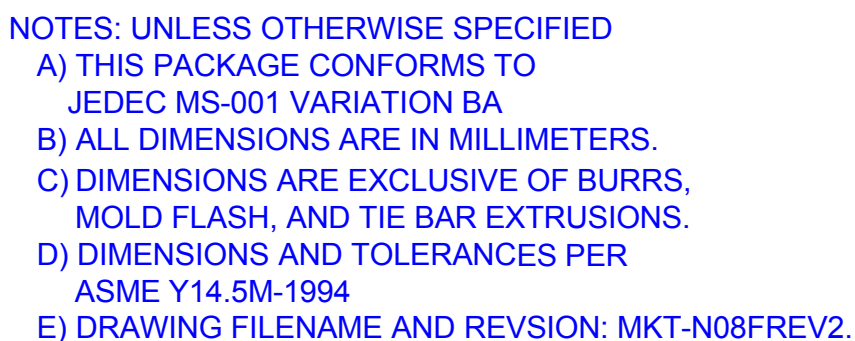 NOTES: UNLESS OTHERWISE SPECIFIED
A) THIS PACKAGE CONFORMS TO
JEDEC MS-001 VARIATION BA
B) ALL DIMENSIONS ARE IN MILLIMETERS.
C) DIMENSIONS ARE EXCLUSIVE OF BURRS,
MOLD FLASH, AND TIE BAR EXTRUSIONS.
D) DIMENSIONS AND TOLERANCES PER
ASME Y14.5M-1994
E) DRAWING FILENAME AND REVSION: MKT-N08FREV2.